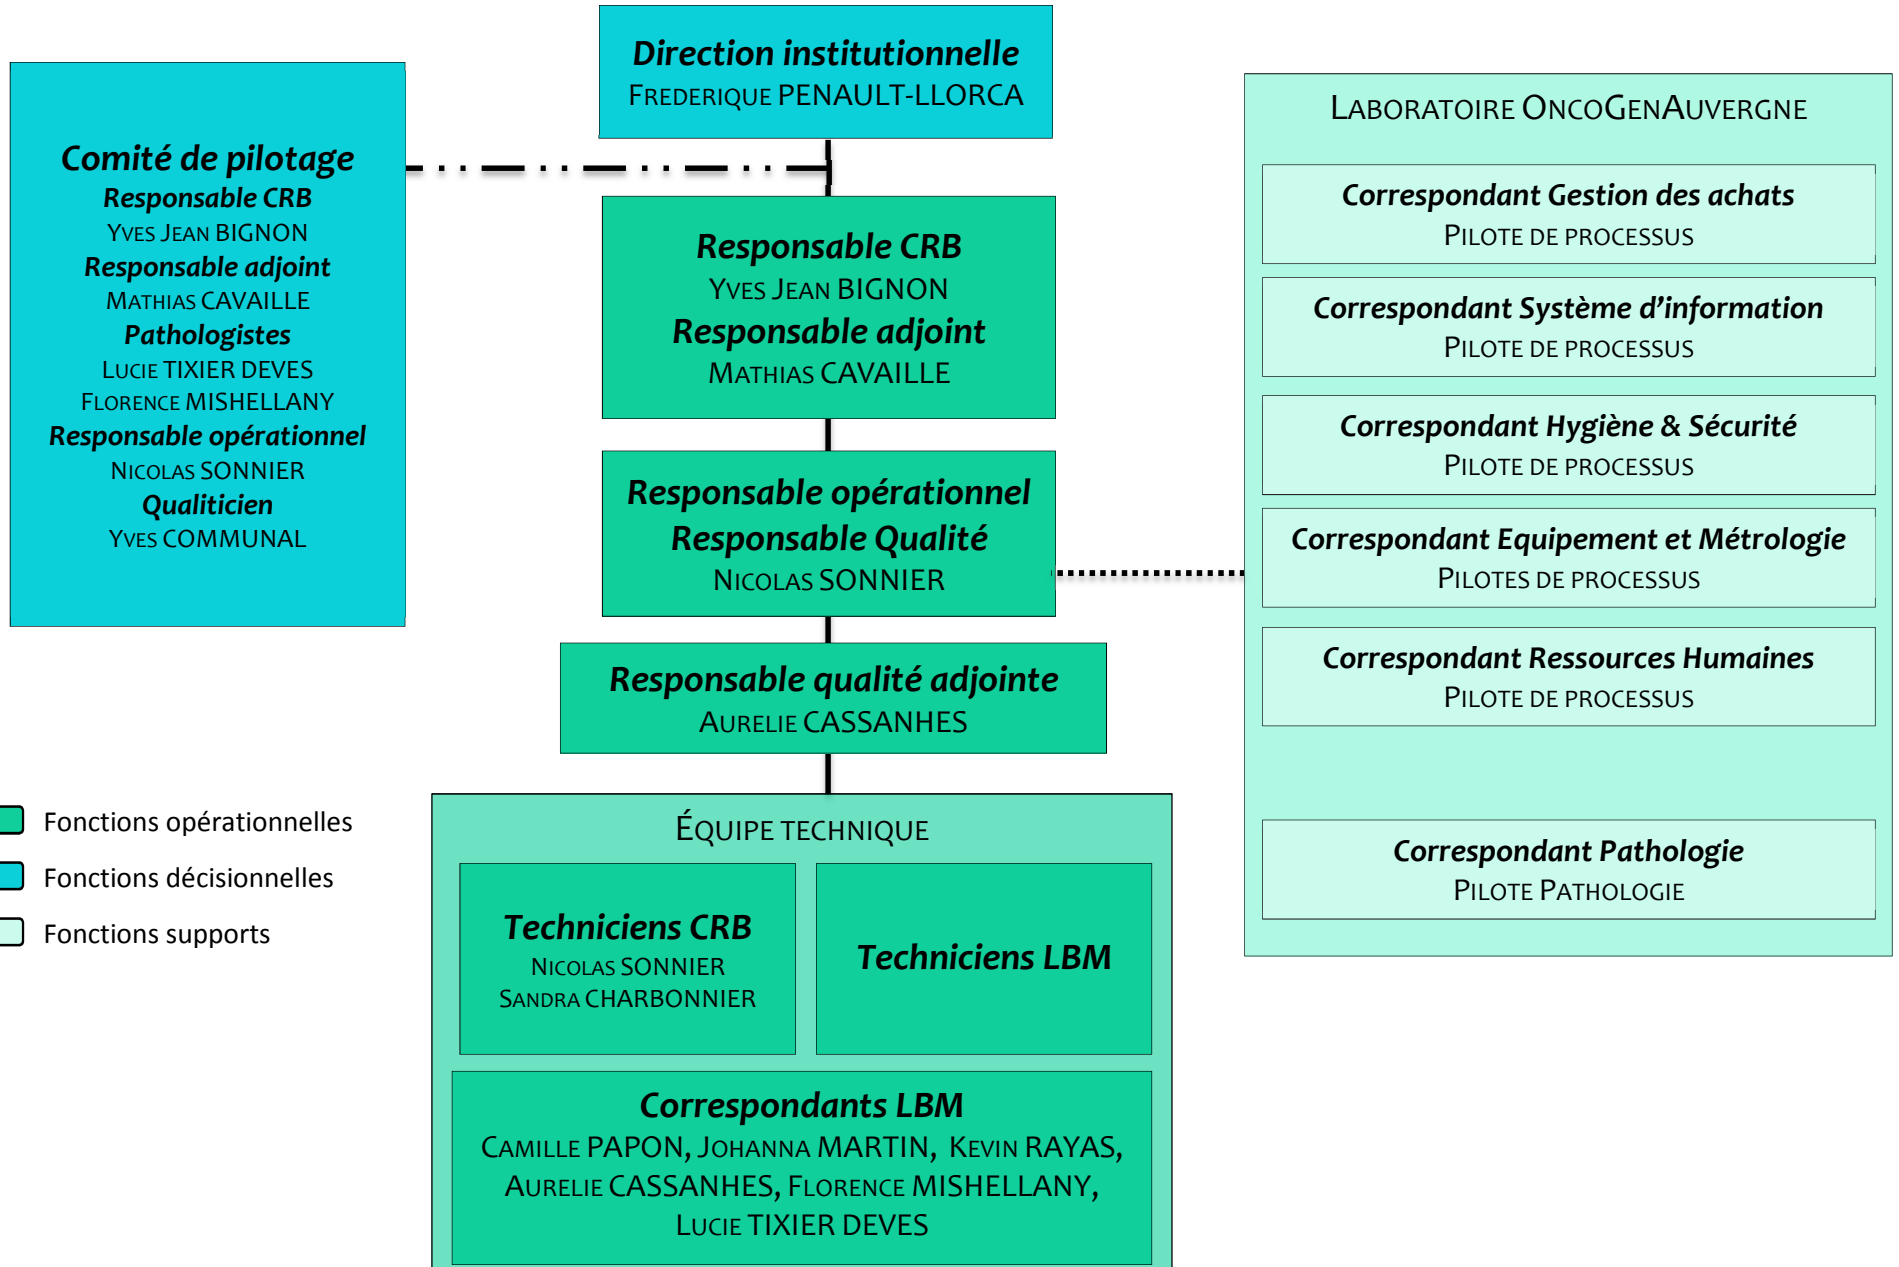 Direction institutionnelle
FREDERIQUE PENAULT-LLORCA
Comité de pilotage
Responsable CRB
YVES JEAN BIGNON
Responsable adjoint
MATHIAS CAVAILLE
Pathologistes
LUCIE TIXIER DEVES
FLORENCE MISHELLANY
Responsable opérationnel
NICOLAS SONNIER
Qualiticien
YVES COMMUNAL
Responsable CRB
YVES JEAN BIGNON
Responsable adjoint
MATHIAS CAVAILLE
Responsable opérationnel
Responsable Qualité
NICOLAS SONNIER
Responsable qualité adjointe
AURELIE CASSANHES
LABORATOIRE ONCOGENAUVERGNE
Correspondant Gestion des achats
PILOTE DE PROCESSUS
Correspondant Système d'information
PILOTE DE PROCESSUS
Correspondant Hygiène & Sécurité
PILOTE DE PROCESSUS
Correspondant Equipement et Métrologie
PILOTES DE PROCESSUS
Correspondant Ressources Humaines
PILOTE DE PROCESSUS
Correspondant Pathologie
PILOTE PATHOLOGIE
Fonctions opérationnelles
Fonctions décisionnelles
Fonctions supports
ÉQUIPE TECHNIQUE
Techniciens CRB
NICOLAS SONNIER
SANDRA CHARBONNIER
Techniciens LBM
Correspondants LBM
CAMILLE PAPON, JOHANNA MARTIN, KEVIN RAYAS,
AURELIE CASSANHES, FLORENCE MISHELLANY,
LUCIE TIXIER DEVES